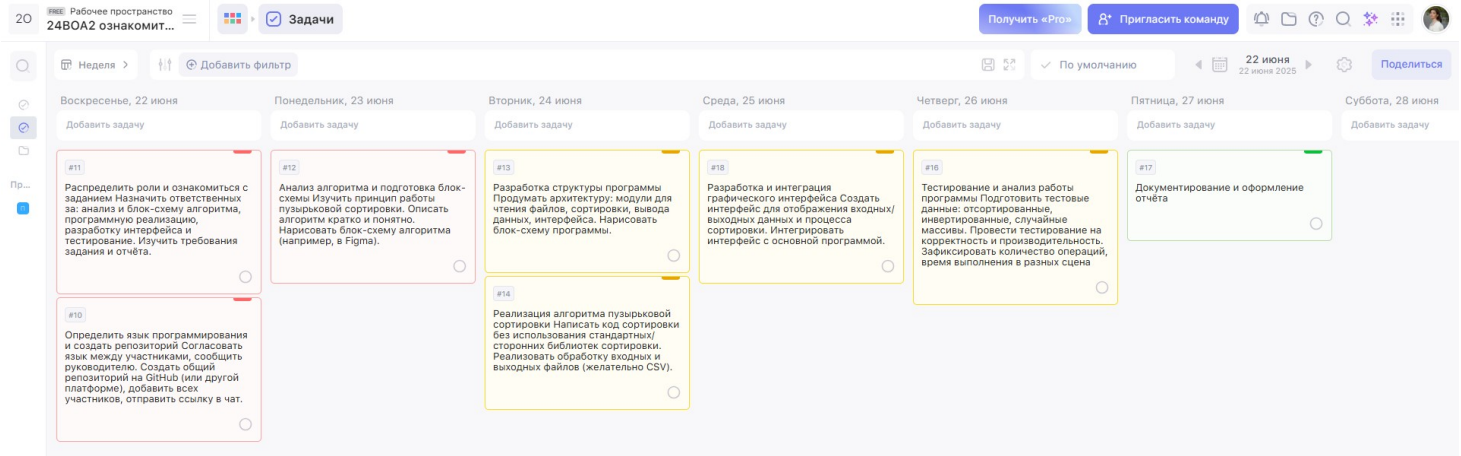 20
FREE Рабочее пространство
24ВОА2 ознакомит...
Задачи
Получить «Pro»
Пригласить команду
Неделя
Добавить фильтр
По умолчанию
22 июня
22 июня 2025
Поделиться
Пр...
Воскресенье, 22 июня
Добавить задачу
#11
Распределить роли и ознакомиться с
заданием Назначить ответственных
за: анализ и блок-схему алгоритма,
программную реализацию,
разработку интерфейса и
тестирование. Изучить требования
задания и отчёта.
#10
Определить язык программирования
и создать репозиторий Согласовать
язык между участниками, сообщить
руководителю. Создать общий
репозиторий на GitHub (или другой
платформе), добавить всех
участников, отправить ссылку в чат.
Понедельник, 23 июня
Добавить задачу
#12
Анализ алгоритма и подготовка блок-
схемы Изучить принцип работы
пузырьковой сортировки. Описать
алгоритм кратко и понятно.
Нарисовать блок-схему алгоритма
(например, в Figma).
Вторник, 24 июня
Добавить задачу
#13
Разработка структуры программы
Продумать архитектуру: модули для
чтения файлов, сортировки, вывода
данных, интерфейса. Нарисовать
блок-схему программы.
#14
Реализация алгоритма пузырьковой
сортировки Написать код сортировки
без использования стандартных/
сторонних библиотек сортировки.
Реализовать обработку входных и
выходных файлов (желательно CSV).
Среда, 25 июня
Добавить задачу
#18
Разработка и интеграция
графического интерфейса Создать
интерфейс для отображения входных/
выходных данных и процесса
сортировки. Интегрировать
интерфейс с основной программой.
Четверг, 26 июня
Добавить задачу
#16
Тестирование и анализ работы
программы Подготовить тестовые
данные: отсортированные,
инвертированные, случайные
массивы. Провести тестирование на
корректность и производительность.
Зафиксировать количество операций,
время выполнения в разных сцена
Пятница, 27 июня
Добавить задачу
#17
Документирование и оформление
отчёта
Суббота, 28 июня
Добавить задачу